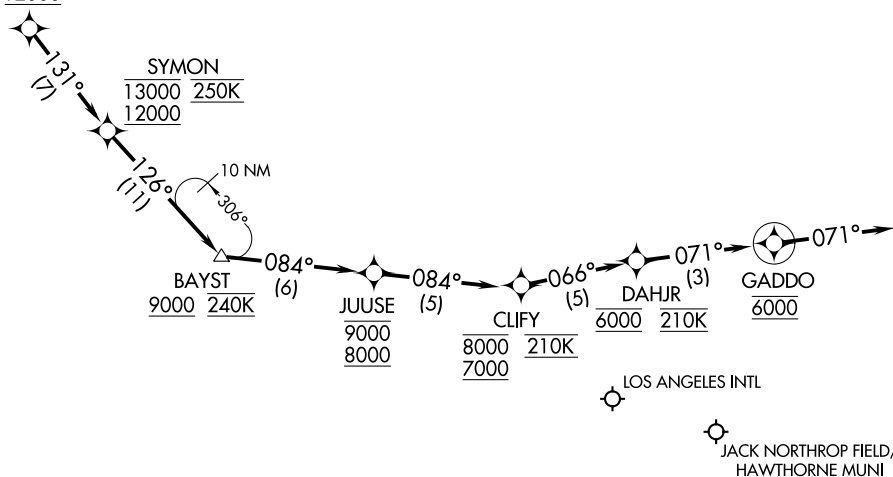 131°
(7)
SYMON
13000 250K
12000
126°
(11)
10 NM
306°
BAYST
9000 240K
084°
(6)
JUUSE
9000
8000
084°
(5)
CLIFY
8000 210K
7000
066°
(5)
DAHJR
6000 210K
071°
(3)
GADDO
6000
071°
LOS ANGELES INTL
JACK NORTHROP FIELD/
HAWTHORNE MUNI